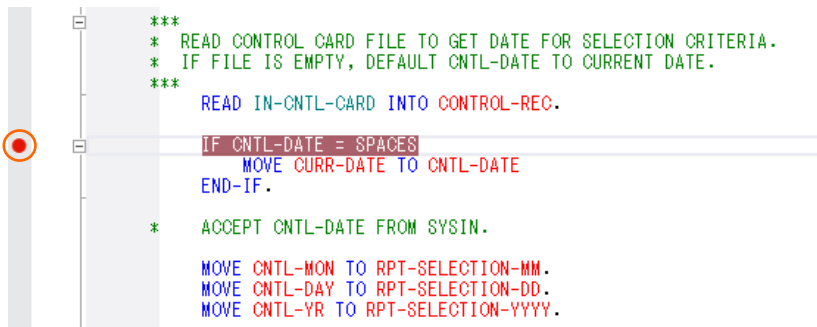 ***
* READ CONTROL CARD FILE TO GET DATE FOR SELECTION CRITERIA.
* IF FILE IS EMPTY, DEFAULT CNTL-DATE TO CURRENT DATE.
***
READ IN-CNTL-CARD INTO CONTROL-REC.
IF CNTL-DATE = SPACES
MOVE CURR-DATE TO CNTL-DATE
END-IF.
* ACCEPT CNTL-DATE FROM SYSIN.
MOVE CNTL-MON TO RPT-SELECTION-MM.
MOVE CNTL-DAY TO RPT-SELECTION-DD.
MOVE CNTL-YR TO RPT-SELECTION-YYYY.